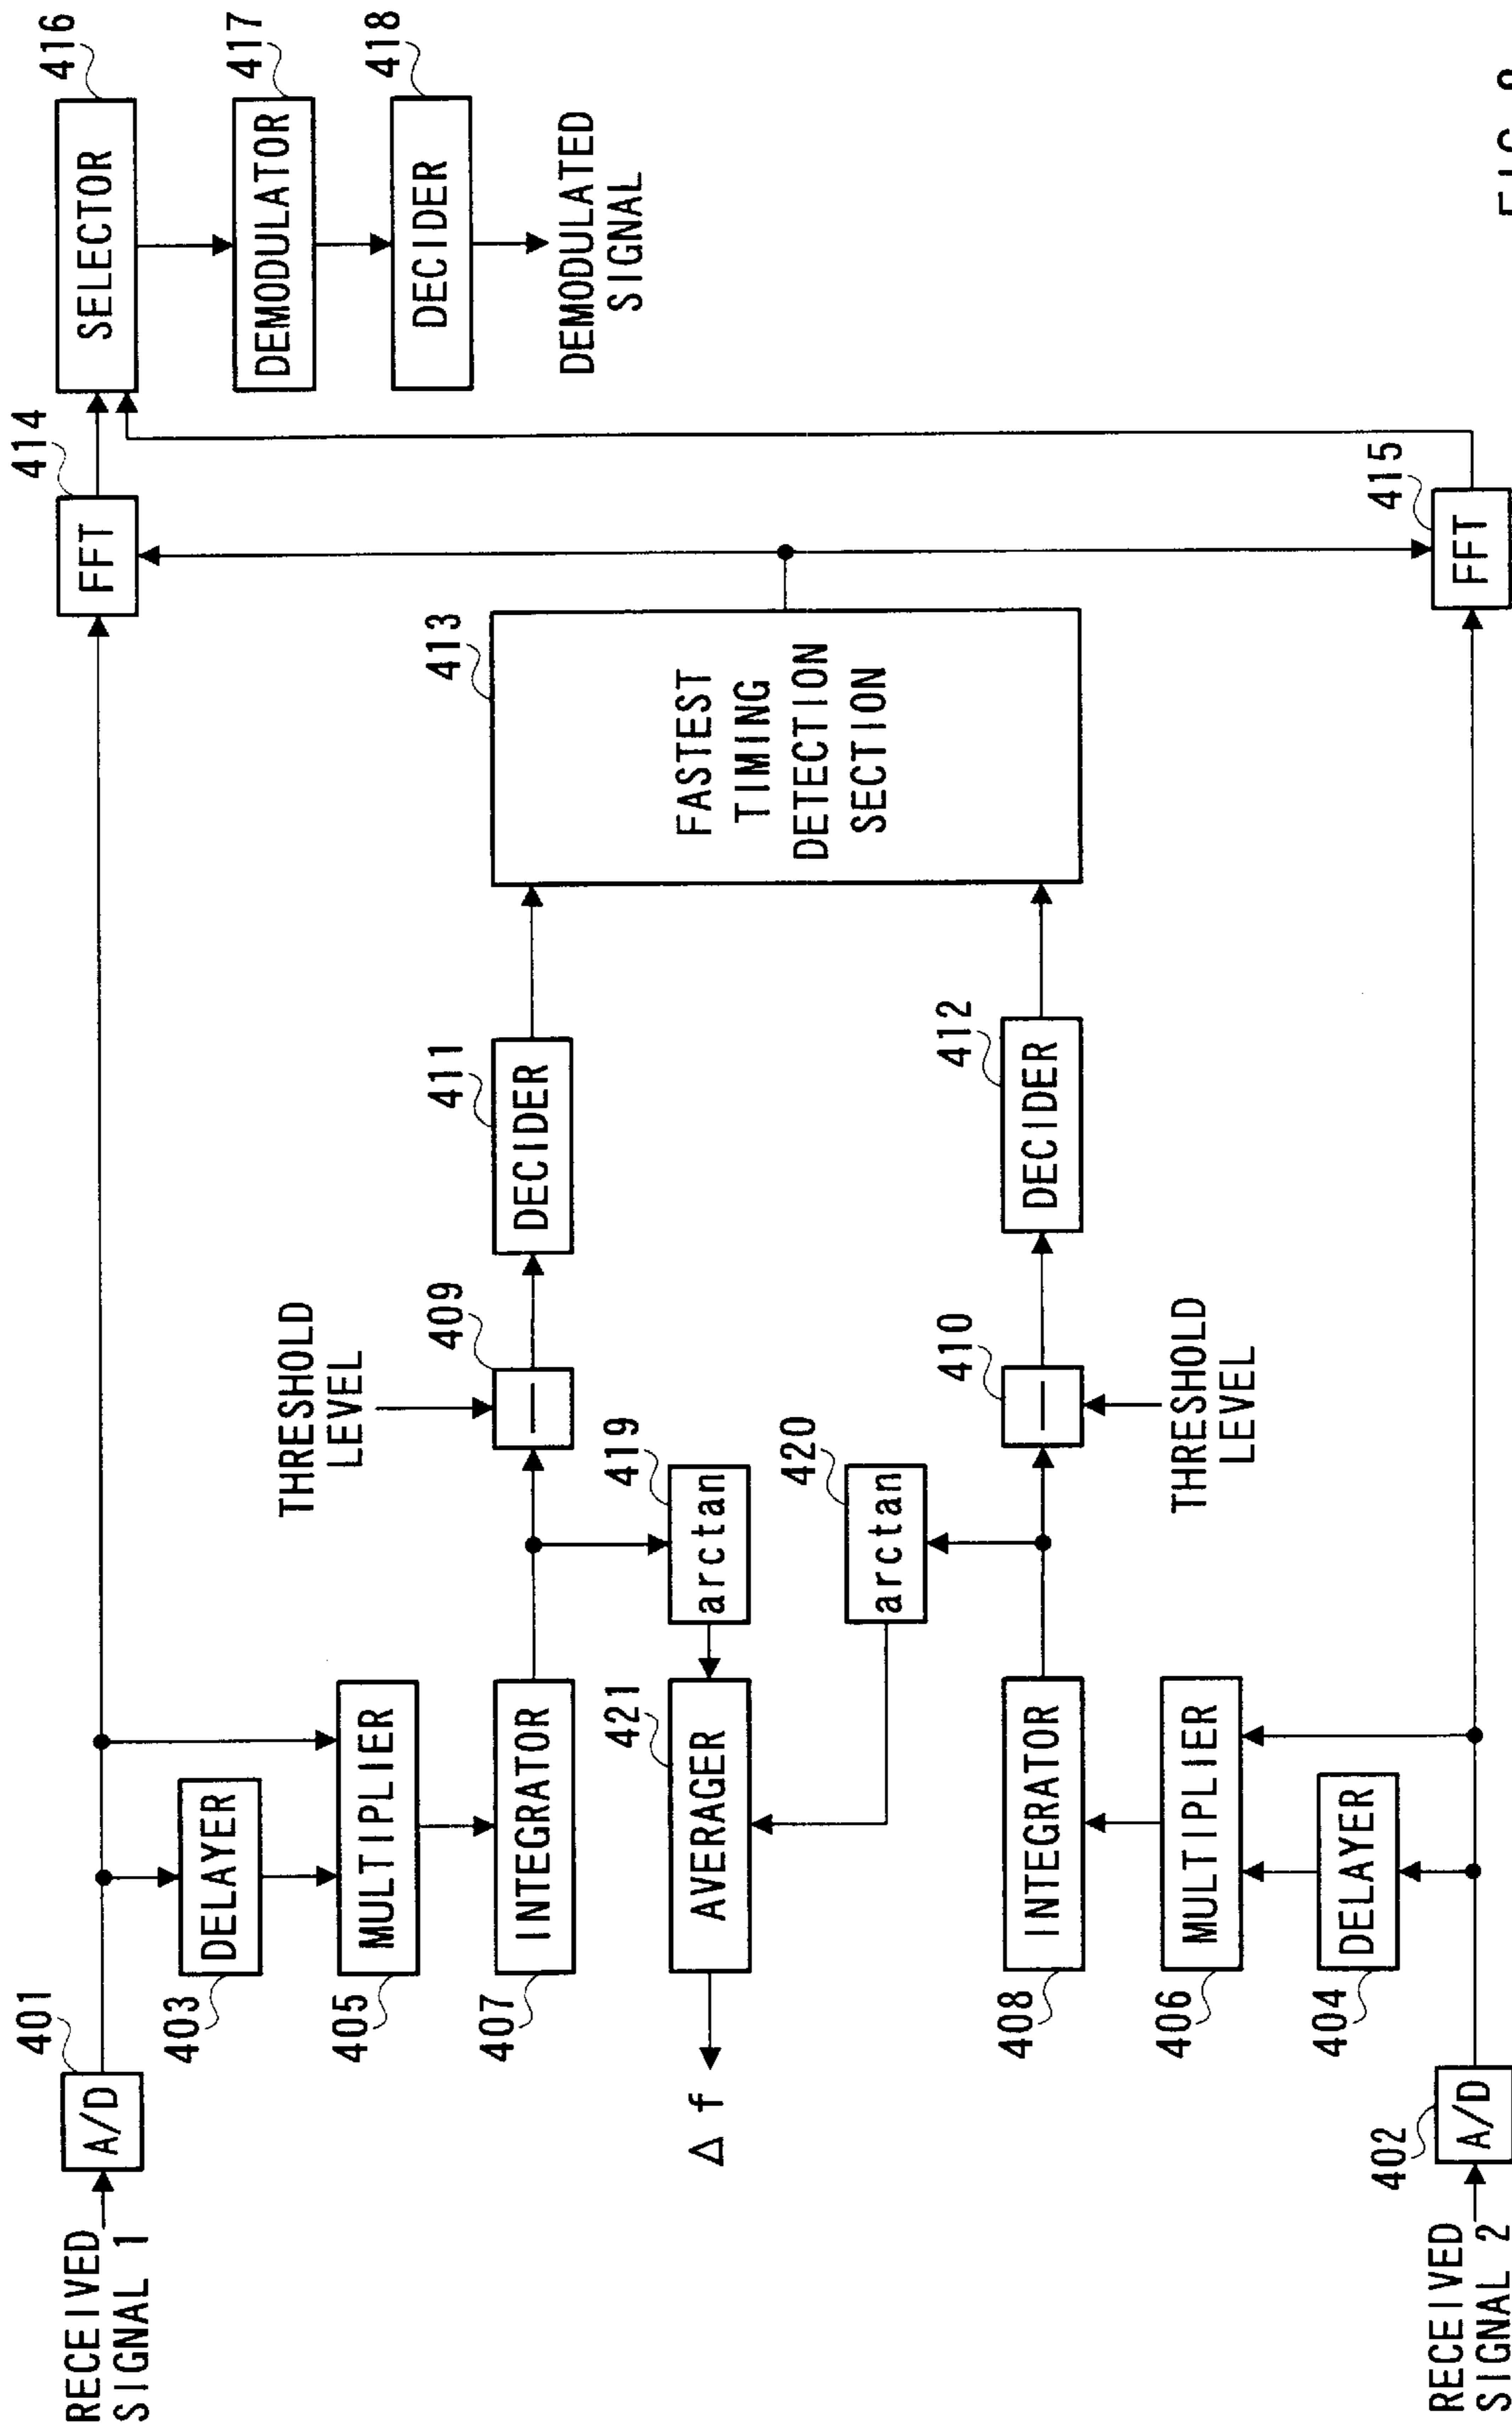 RECEIVED
SIGNAL 1
A/D
401
DELAYER
403
MULTIPLIER
405
INTEGRATOR
407
THRESHOLD
LEVEL
409
—
DECIDER
411
arctan
419
AVERAGER
421
Δ f
arctan
420
FASTEST
TIMING
DETECTION
SECTION
413
FFT
414
SELECTOR
416
DEMODULATOR
417
DECIDER
418
DEMODULATED
SIGNAL
INTEGRATOR
408
410
—
THRESHOLD
LEVEL
DECIDER
412
MULTIPLIER
406
DELAYER
404
RECEIVED
SIGNAL 2
A/D
402
FFT
415